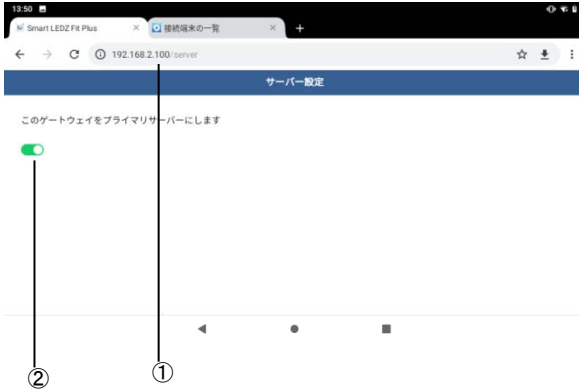 13:50
Smart LEDZ Fit Plus
接続端末の一覧
192.168.2.100/server
サーバー設定
このゲートウェイをプライマリサーバーにします
①
②